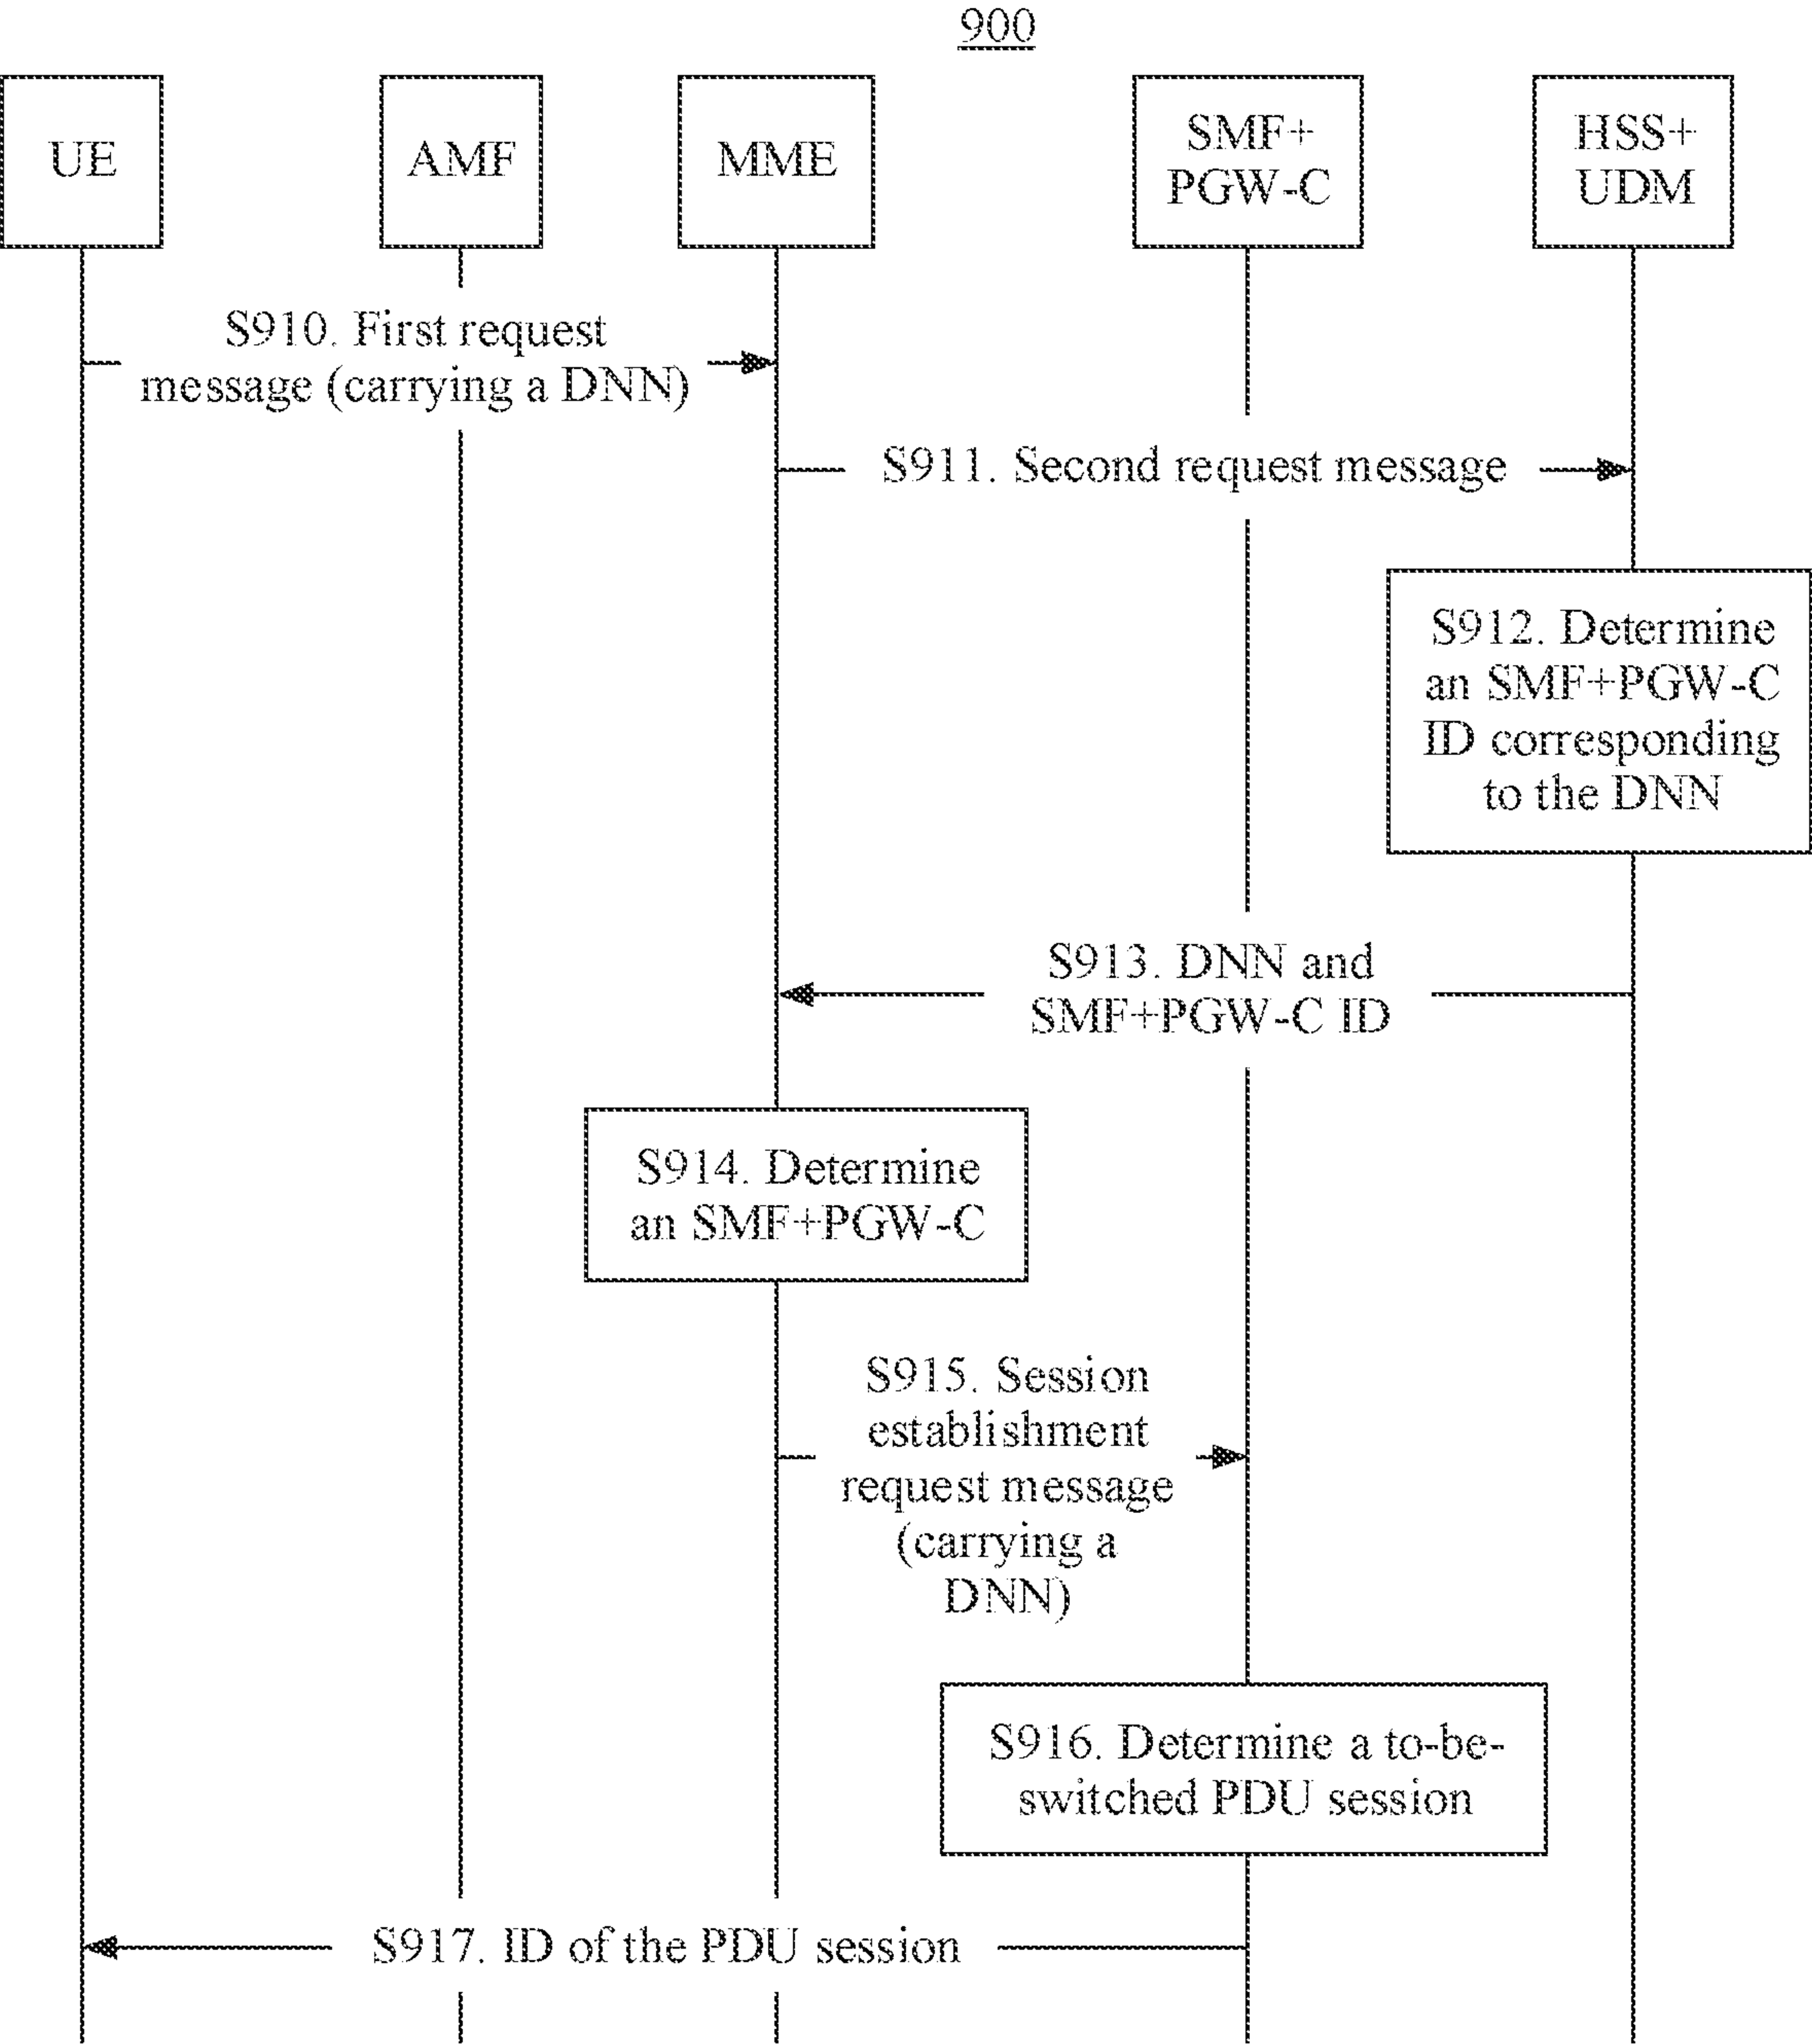 900
UE
AMF
MME
SMF+
PGW-C
HSS+
UDM
S910. First request
message (carrying a DNN)
S911. Second request message
S912. Determine
an SMF+PGW-C
ID corresponding
to the DNN
S913. DNN and
SMF+PGW-C ID
S914. Determine
an SMF+PGW-C
S915. Session
establishment
request message
(carrying a
DNN)
S916. Determine a to-be-
switched PDU session
S917. ID of the PDU session